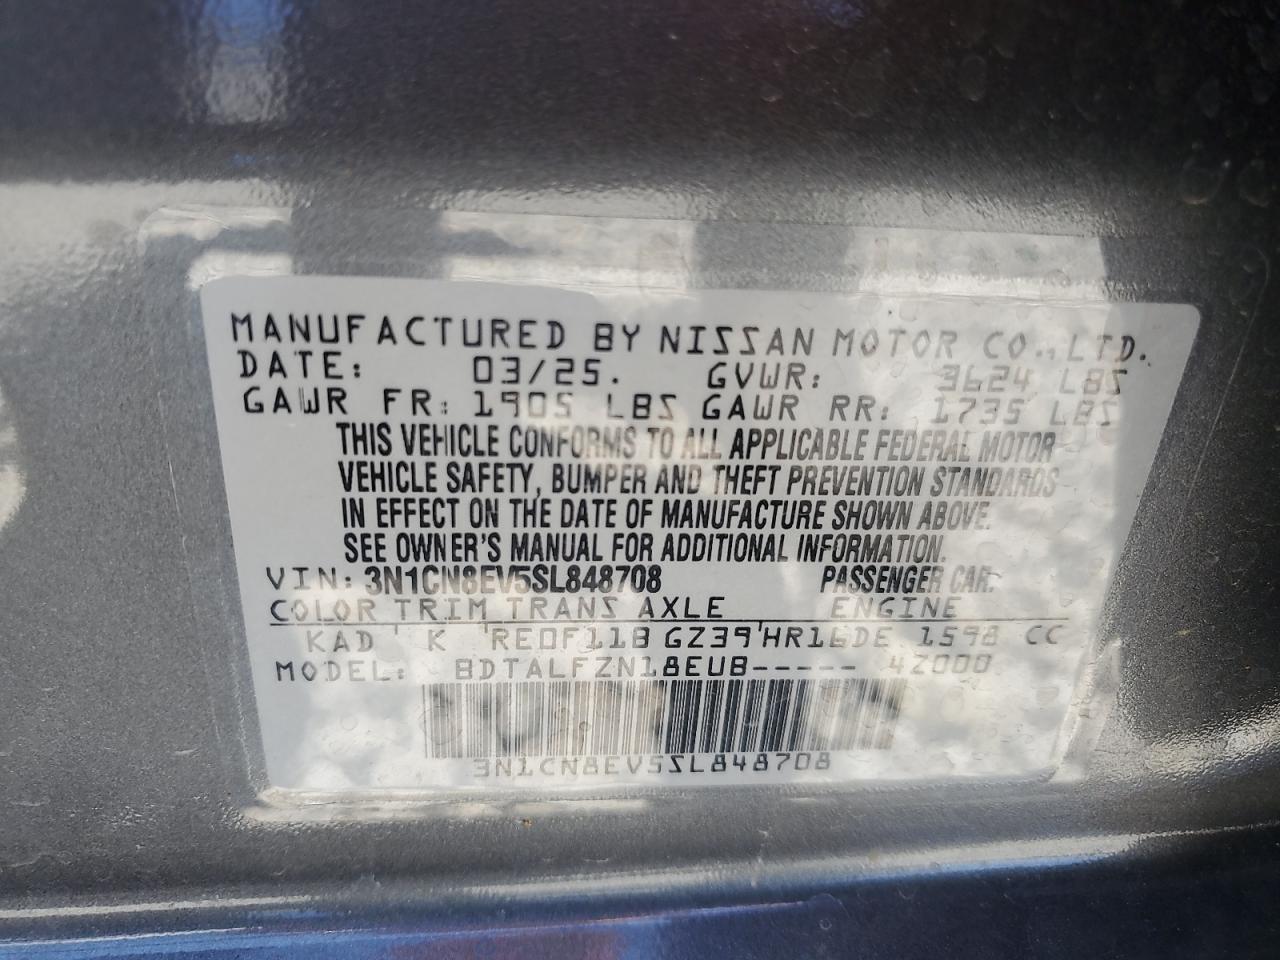 MANUFACTURED BY NISSAN MOTOR CO., LTD.
DATE: 03/25. GVWR: 3624 LBS
GAWR FR: 1905 LBS GAWR RR: 1735 LBS
THIS VEHICLE CONFORMS TO ALL APPLICABLE FEDERAL MOTOR
VEHICLE SAFETY, BUMPER AND THEFT PREVENTION STANDARDS
IN EFFECT ON THE DATE OF MANUFACTURE SHOWN ABOVE.
SEE OWNER'S MANUAL FOR ADDITIONAL INFORMATION.
VIN: 3N1CN8EV5SL848708 PASSENGER CAR.
COLOR TRIM TRANS AXLE ENGINE
KAD K RE0F11B GZ39 HR16DE 1598 CC
MODEL: BDTALFZN18EUB----- 4Z000
3N1CN8EV5SL848708